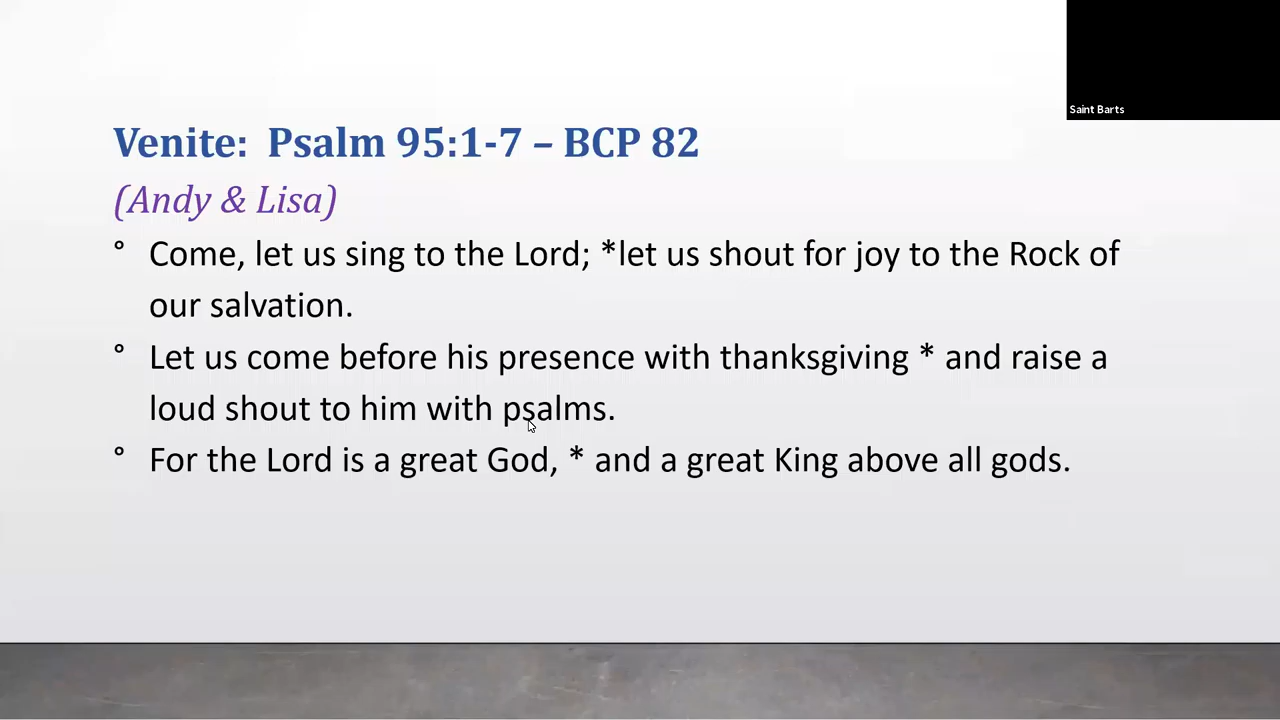 Saint Barts
Venite:  Psalm 95:1-7 – BCP 82
(Andy & Lisa)
° Come, let us sing to the Lord; *let us shout for joy to the Rock of
our salvation.
° Let us come before his presence with thanksgiving * and raise a
loud shout to him with psalms.
° For the Lord is a great God, * and a great King above all gods.